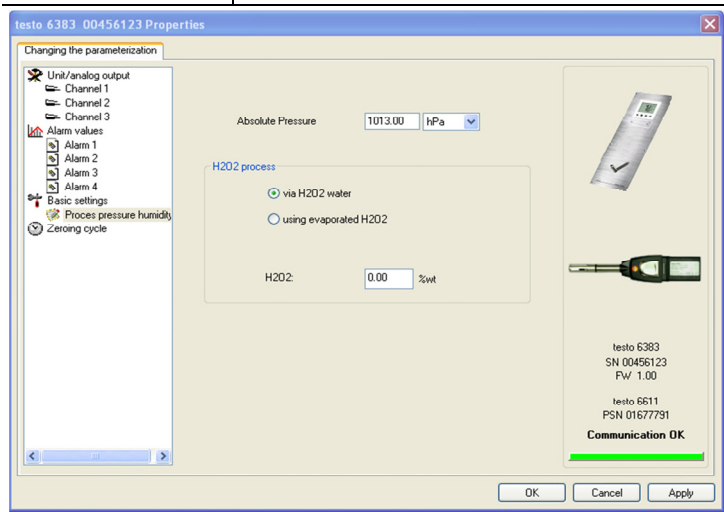 testo 6383 00456123 Properties
Changing the parameterization
Unit/analog output
Channel 1
Channel 2
Channel 3
Alarm values
Alarm 1
Alarm 2
Alarm 3
Alarm 4
Basic settings
Proces pressure humidity
Zeroing cycle
Absolute Pressure 1013.00 hPa
H2O2 process
via H2O2 water
using evaporated H2O2
H2O2: 0.00 %wt
testo 6383
SN 00456123
FW 1.00
testo 6611
PSN 01677791
Communication OK
OK Cancel Apply